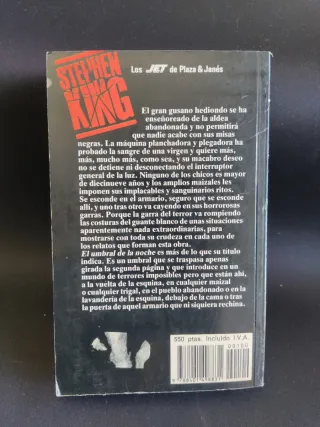 STEPHEN
KING
Los JET de Plaza & Janés
El gran gusano hediondo se ha
enseñoreado de la aldea
abandonada y no permitirá
que nadie acabe con sus misas
negras. La máquina planchadora y plegadora ha
probado la sangre de una virgen y quiere más,
más, mucho más, como sea, y su macabro deseo
no se detiene ni desconectando el interruptor
general de la luz. Ninguno de los chicos es mayor
de diecinueve años y los amplios maizales les
imponen sus implacables y sanguinarios ritos.
Se esconde en el armario, seguro que se esconde
allí, y uno tras otro va cayendo en sus horrorosas
garras. Porque la garra del terror va rompiendo
las costuras del guante blanco de unas situaciones
aparentemente nada extraordinarias, para
mostrarse con toda su crudeza en cada uno de
los relatos que forman esta obra.
El umbral de la noche es más de lo que su título
indica. Es un umbral que se traspasa apenas
girada la segunda página y que introduce en un
mundo de terrores imposibles pero que están ahí,
a la vuelta de la esquina, en cualquier maizal
o cualquier trigal, en el pueblo abandonado o en la
lavandería de la esquina, debajo de la cama o tras
la puerta de aquel armario que ni siquiera rechina.
550 ptas. Incluido I.V.A.